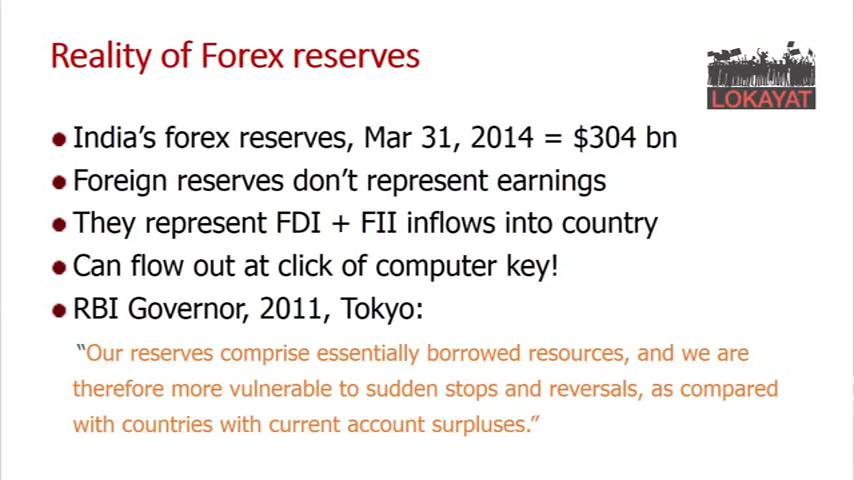 Reality of Forex reserves
LOKAYAT
India's forex reserves, Mar 31, 2014 = $304 bn
Foreign reserves don't represent earnings
They represent FDI + FII inflows into country
Can flow out at click of computer key!
RBI Governor, 2011, Tokyo:
“Our reserves comprise essentially borrowed resources, and we are
therefore more vulnerable to sudden stops and reversals, as compared
with countries with current account surpluses.”